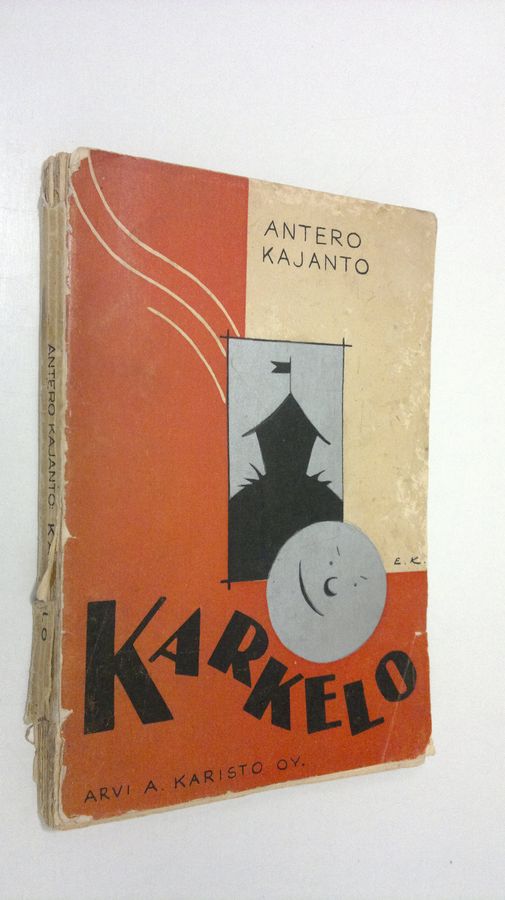 ANTERO
KAJANTO
E.K.
KARKELO
ARVI A. KARISTO OY.
ANTERO KAJANTO: